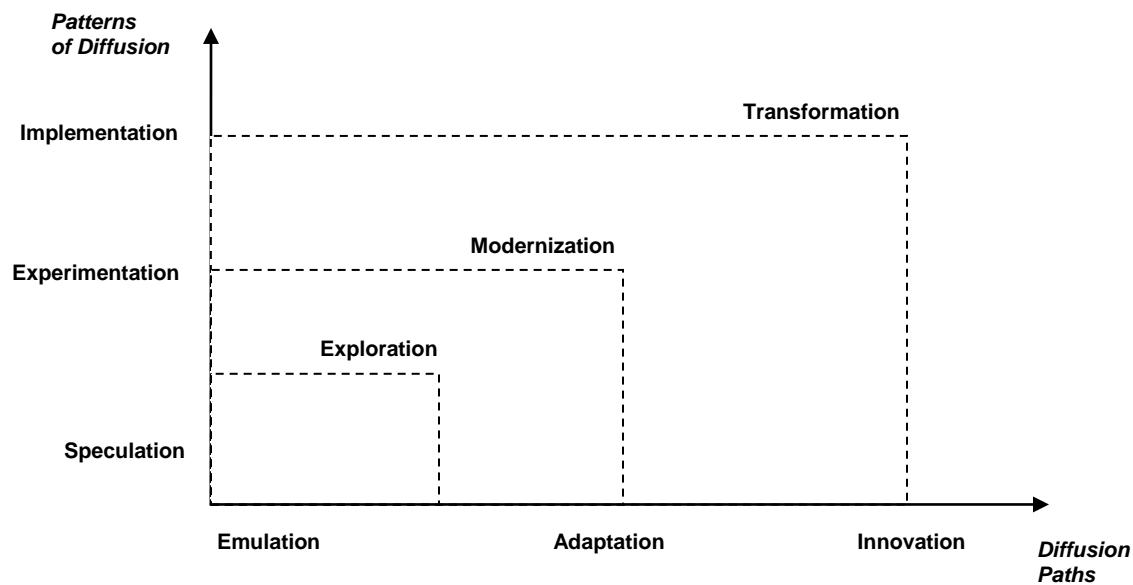 Patterns
of Diffusion
Transformation
Implementation
Modernization
Experimentation
Exploration
Speculation
Emulation
Adaptation
Innovation
Diffusion
Paths